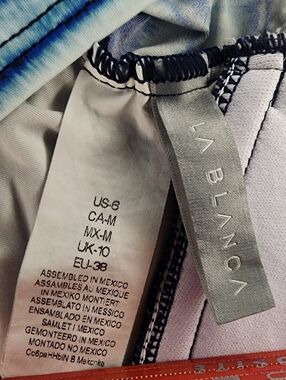 US-6
CA-M
MX-M
UK-10
EU-38
ASSEMBLED IN MEXICO
ASSEMBLES AU MEXIQUE
IN MEXIKO MONTIERT
ASSEMBLATO IN MESSICO
ENSAMBLADO EN MEXICO
SAMLET I MEXICO
GEMONTEERD IN MEXICO
MONTADO NO MEXICO
LA BLANCA